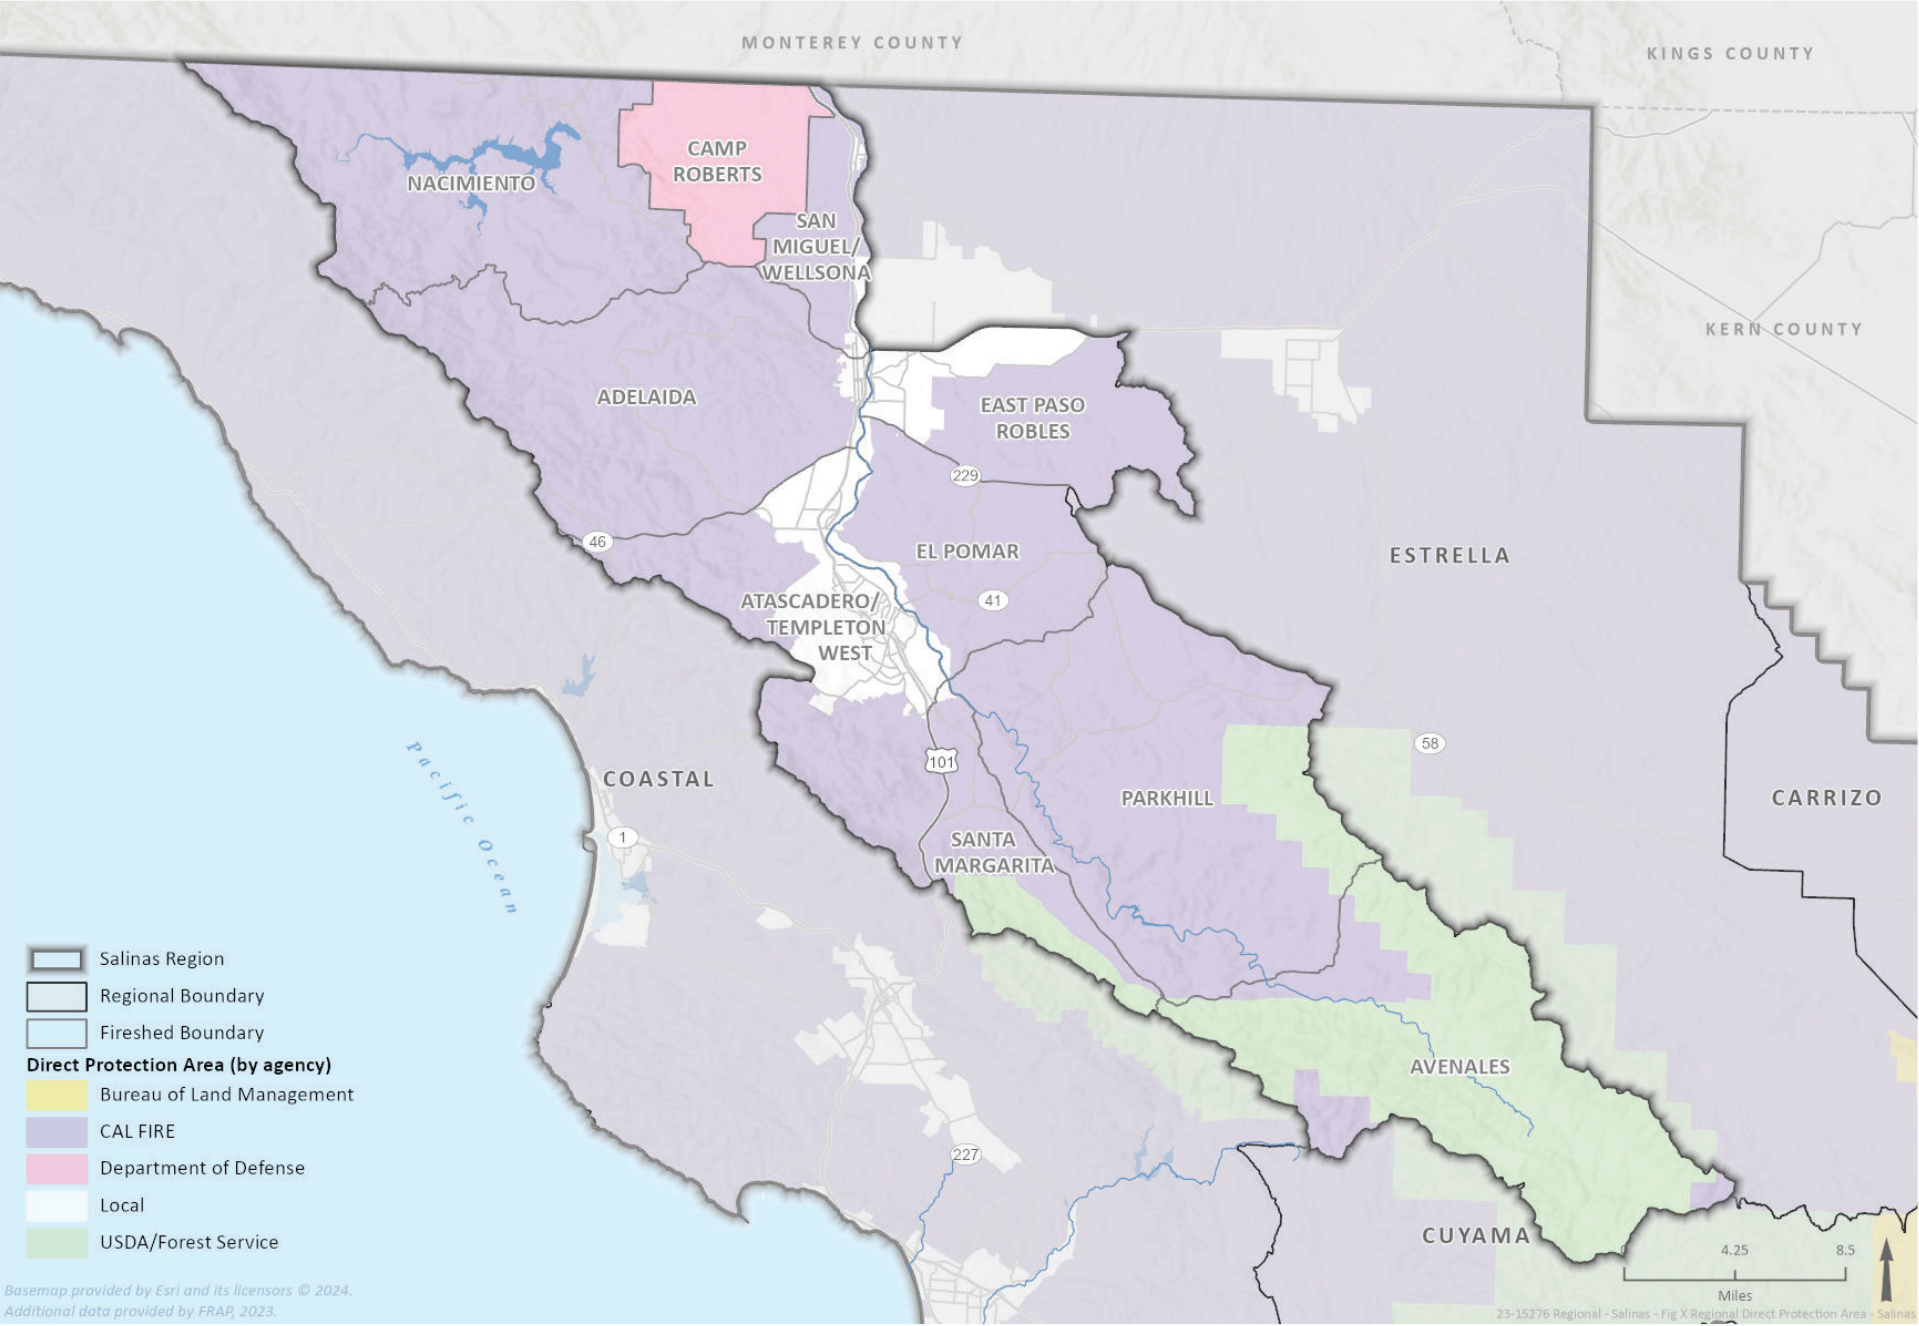 MONTEREY COUNTY
KINGS COUNTY
CAMP
ROBERTS
NACIMIENTO
SAN
MIGUEL/
WELLSONA
KERN COUNTY
ADELAIDA
EAST PASO
ROBLES
229
46
EL POMAR
ESTRELLA
41
ATASCADERO/
TEMPLETON
WEST
58
101
COASTAL
Pacific Ocean
PARKHILL
CARRIZO
1
SANTA
MARGARITA
AVENALES
227
CUYAMA
Salinas Region
Regional Boundary
Fireshed Boundary
Direct Protection Area (by agency)
Bureau of Land Management
CAL FIRE
Department of Defense
Local
USDA/Forest Service
4.25 8.5
Miles
Basemap provided by Esri and its licensors © 2024.
Additional data provided by FRAP, 2023.
23-15276 Regional - Salinas - Fig X Regional Direct Protection Area - Salinas